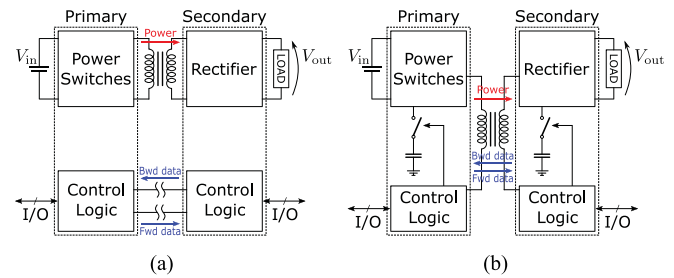 Primary Secondary
Power
V_in Power Switches Rectifier LOAD V_out
Bwd data
Control Logic Control Logic
I/O I/O
Fwd data
(a)
Primary Secondary
V_in Power Switches Rectifier LOAD V_out
Power
Bwd data
Fwd data
Control Logic Control Logic
I/O I/O
(b)